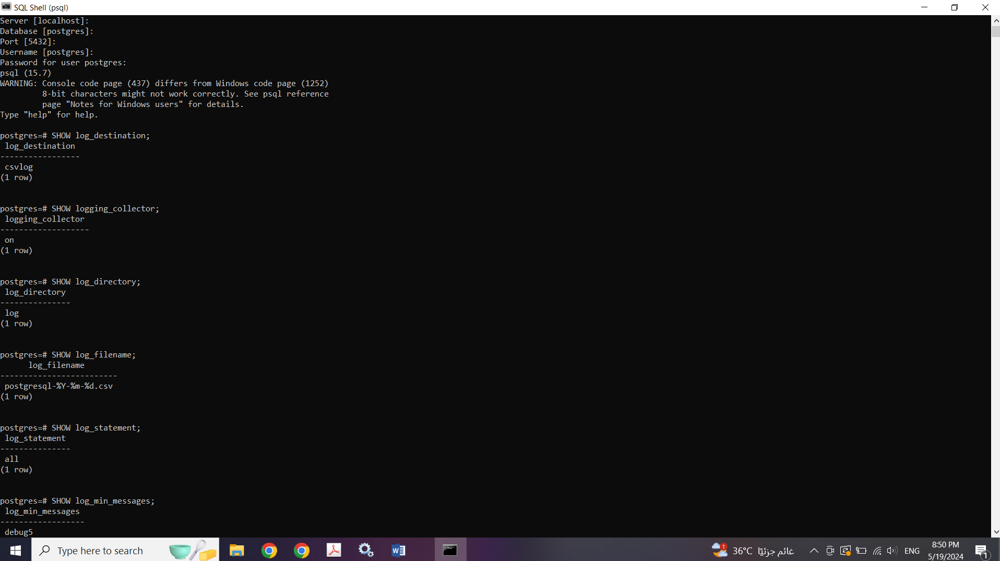 SQL Shell (psql)
Server [localhost]:
Database [postgres]:
Port [5432]:
Username [postgres]:
Password for user postgres:
psql (15.7)
WARNING: Console code page (437) differs from Windows code page (1252)
         8-bit characters might not work correctly. See psql reference
         page "Notes for Windows users" for details.
Type "help" for help.

postgres=# SHOW log_destination;
 log_destination
-----------------
 csvlog
(1 row)


postgres=# SHOW logging_collector;
 logging_collector
-------------------
 on
(1 row)


postgres=# SHOW log_directory;
 log_directory
---------------
 log
(1 row)


postgres=# SHOW log_filename;
      log_filename
-------------------------
 postgresql-%Y-%m-%d.csv
(1 row)


postgres=# SHOW log_statement;
 log_statement
---------------
 all
(1 row)


postgres=# SHOW log_min_messages;
 log_min_messages
------------------
 debug5
Type here to search
1
36°C غائم جزئيًا
ENG
8:50 PM
5/19/2024
1